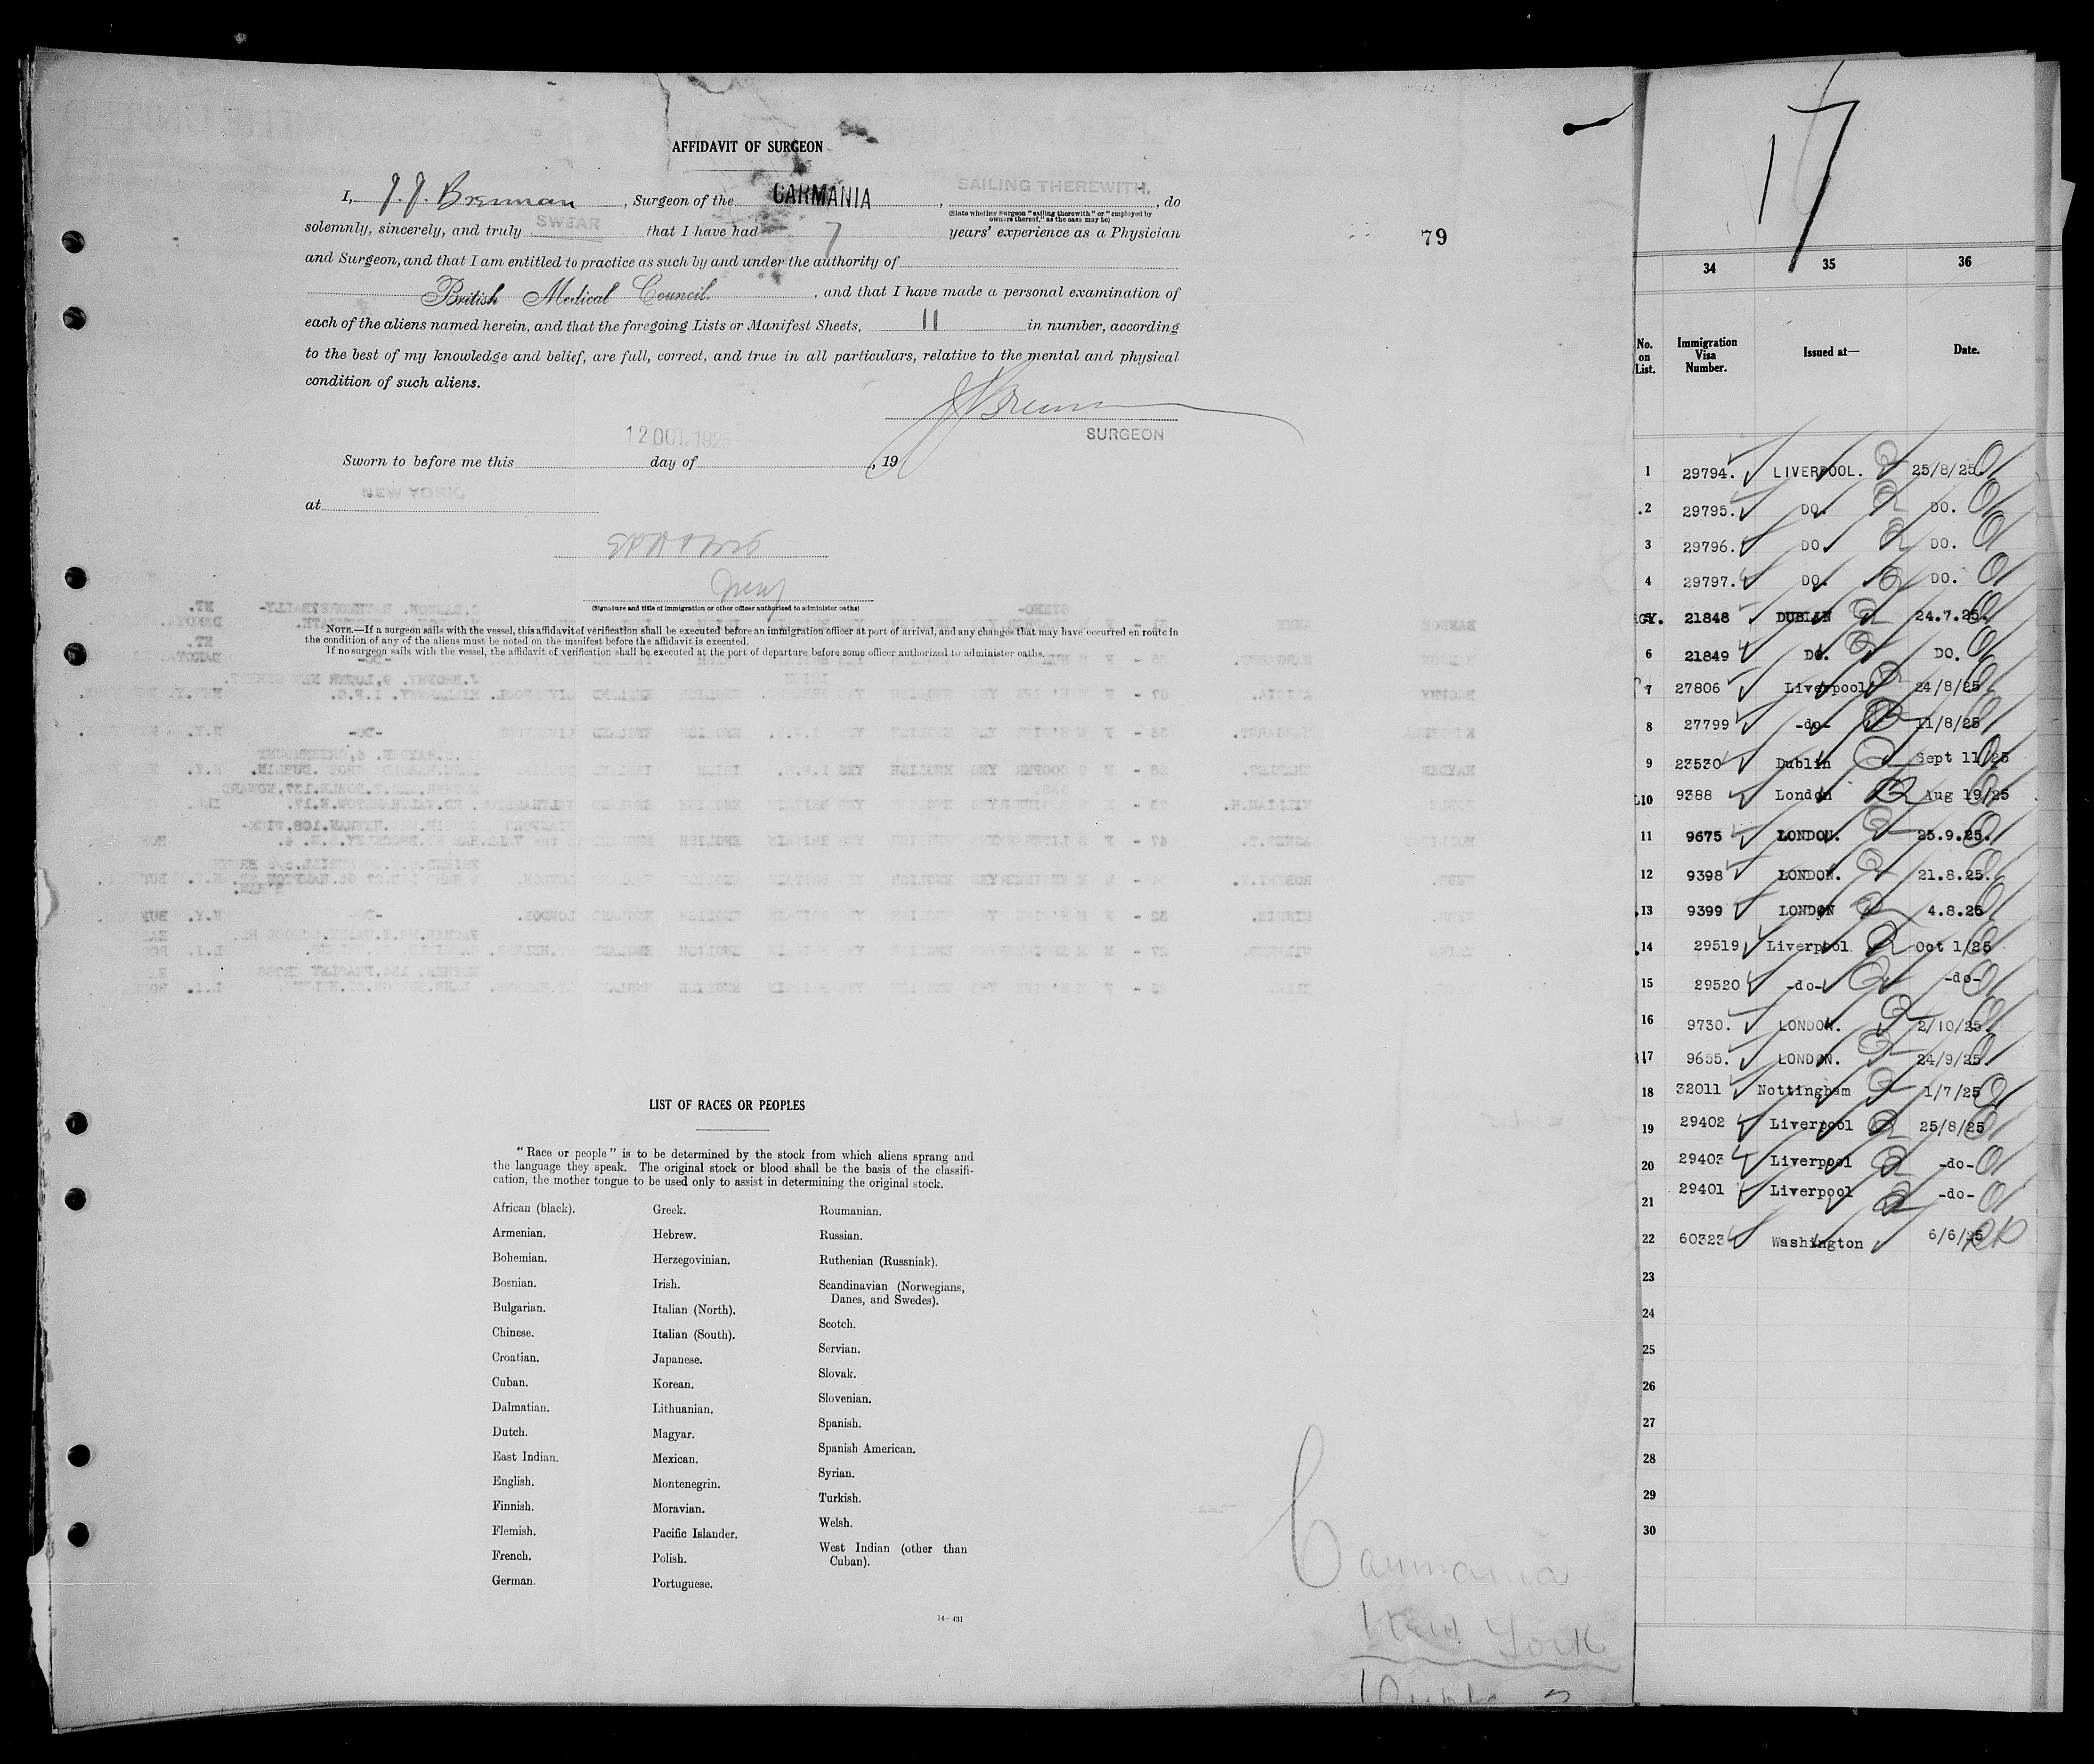 AFFIDAVIT OF SURGEON
I, J. J. Brennan, Surgeon of the CARMANIA, SAILING THEREWITH, do
(State whether Surgeon "sailing therewith" or "employed by
owners thereof," as the case may be)
solemnly, sincerely, and truly SWEAR that I have had 7 years' experience as a Physician
and Surgeon, and that I am entitled to practice as such by and under the authority of
British Medical Council, and that I have made a personal examination of
each of the aliens named herein, and that the foregoing Lists or Manifest Sheets, 11 in number, according
to the best of my knowledge and belief, are full, correct, and true in all particulars, relative to the mental and physical
condition of such aliens.
J J Brennan
SURGEON
12 OCT. 1925
Sworn to before me this day of , 19
NEW YORK
at
(Signature and title of immigration or other officer authorized to administer oaths)
NOTE.—If a surgeon sails with the vessel, this affidavit of verification shall be executed before an immigration officer at port of arrival, and any changes that may have occurred en route in
the condition of any of the aliens must be noted on the manifest before the affidavit is executed.
If no surgeon sails with the vessel, the affidavit of verification shall be executed at the port of departure before some officer authorized to administer oaths.
79
LIST OF RACES OR PEOPLES
"Race or people" is to be determined by the stock from which aliens sprang and
the language they speak. The original stock or blood shall be the basis of the classifi-
cation, the mother tongue to be used only to assist in determining the original stock.
African (black).
Armenian.
Bohemian.
Bosnian.
Bulgarian.
Chinese.
Croatian.
Cuban.
Dalmatian.
Dutch.
East Indian.
English.
Finnish.
Flemish.
French.
German.
Greek.
Hebrew.
Herzegovinian.
Irish.
Italian (North).
Italian (South).
Japanese.
Korean.
Lithuanian.
Magyar.
Mexican.
Montenegrin.
Moravian.
Pacific Islander.
Polish.
Portuguese.
Roumanian.
Russian.
Ruthenian (Russniak).
Scandinavian (Norwegians,
Danes, and Swedes).
Scotch.
Servian.
Slovak.
Slovenian.
Spanish.
Spanish American.
Syrian.
Turkish.
Welsh.
West Indian (other than
Cuban).
14—431
Carmania
New York
17
34 35 36
No. on List. Immigration Visa Number. Issued at— Date.
1 29794. LIVERPOOL. 25/8/25.
2 29795. DO. DO.
3 29796. DO. DO.
4 29797. DO. DO.
5 21848 DUBLIN 24.7.25.
6 21849 DO. DO.
7 27806 Liverpool 24/8/25
8 27799 -do- 11/8/25
9 23530 Dublin Sept 11/25
10 9388 London Aug 19/25
11 9675 LONDON. 25.9.25.
12 9398 LONDON. 21.8.25.
13 9399 LONDON 4.8.25
14 29519 Liverpool Oct 1/25
15 29520 -do- -do-
16 9730. LONDON. 2/10/25.
17 9655. LONDON. 24/9/25.
18 32011 Nottingham 1/7/25
19 29402 Liverpool 25/8/25
20 29403 Liverpool -do-
21 29401 Liverpool -do-
22 60323 Washington 6/6/25
23
24
25
26
27
28
29
30